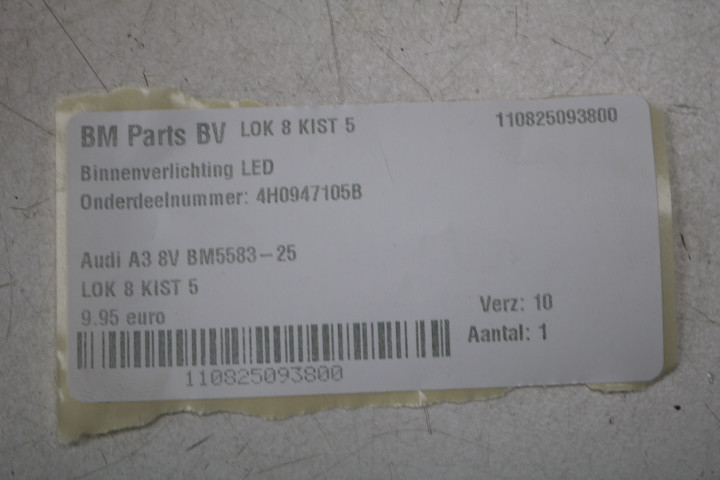 BM Parts BV LOK 8 KIST 5 110825093800
Binnenverlichting LED
Onderdeelnummer: 4H0947105B
Audi A3 8V BM5583-25
LOK 8 KIST 5
9.95 euro
Verz: 10
Aantal: 1
110825093800